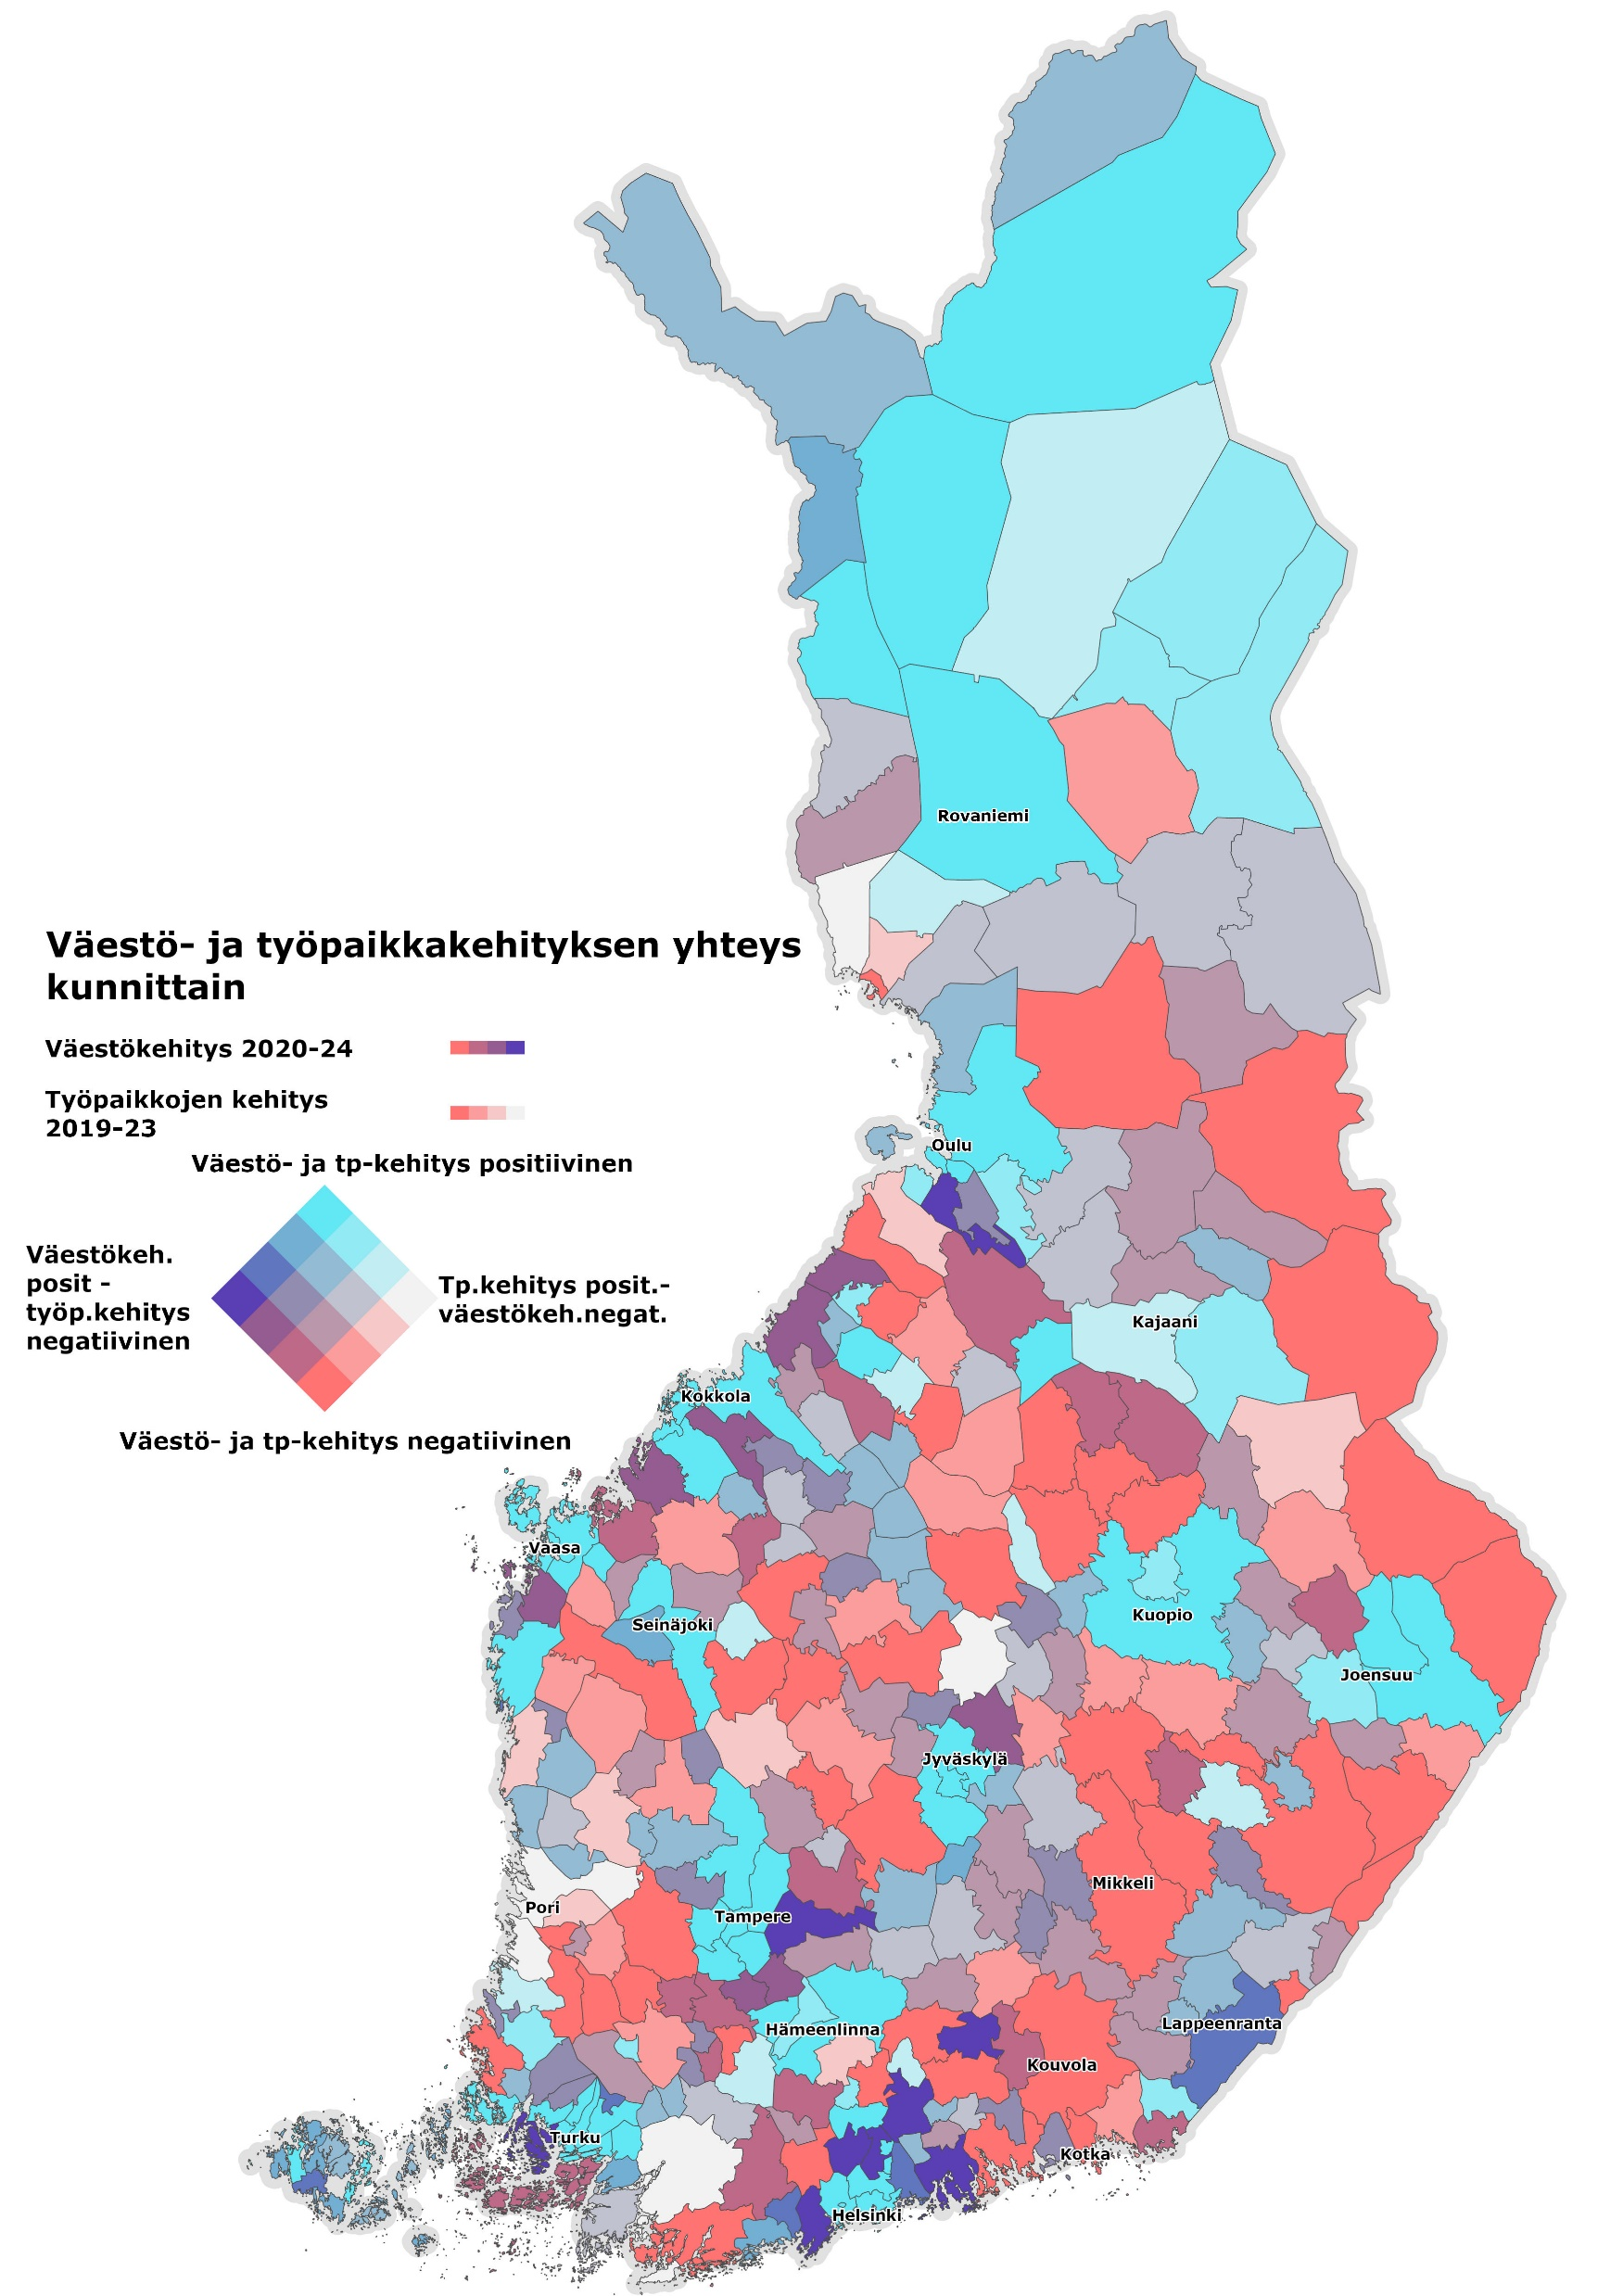 Väestö- ja työpaikkakehityksen yhteys
kunnittain
Väestökehitys 2020-24
Työpaikkojen kehitys
2019-23
Väestö- ja tp-kehitys positiivinen
Väestökeh.
posit -
työp.kehitys
negatiivinen
Tp.kehitys posit.-
väestökeh.negat.
Väestö- ja tp-kehitys negatiivinen
Rovaniemi
Oulu
Kajaani
Kokkola
Vaasa
Seinäjoki
Kuopio
Joensuu
Jyväskylä
Mikkeli
Pori
Tampere
Lappeenranta
Hämeenlinna
Kouvola
Turku
Kotka
Helsinki